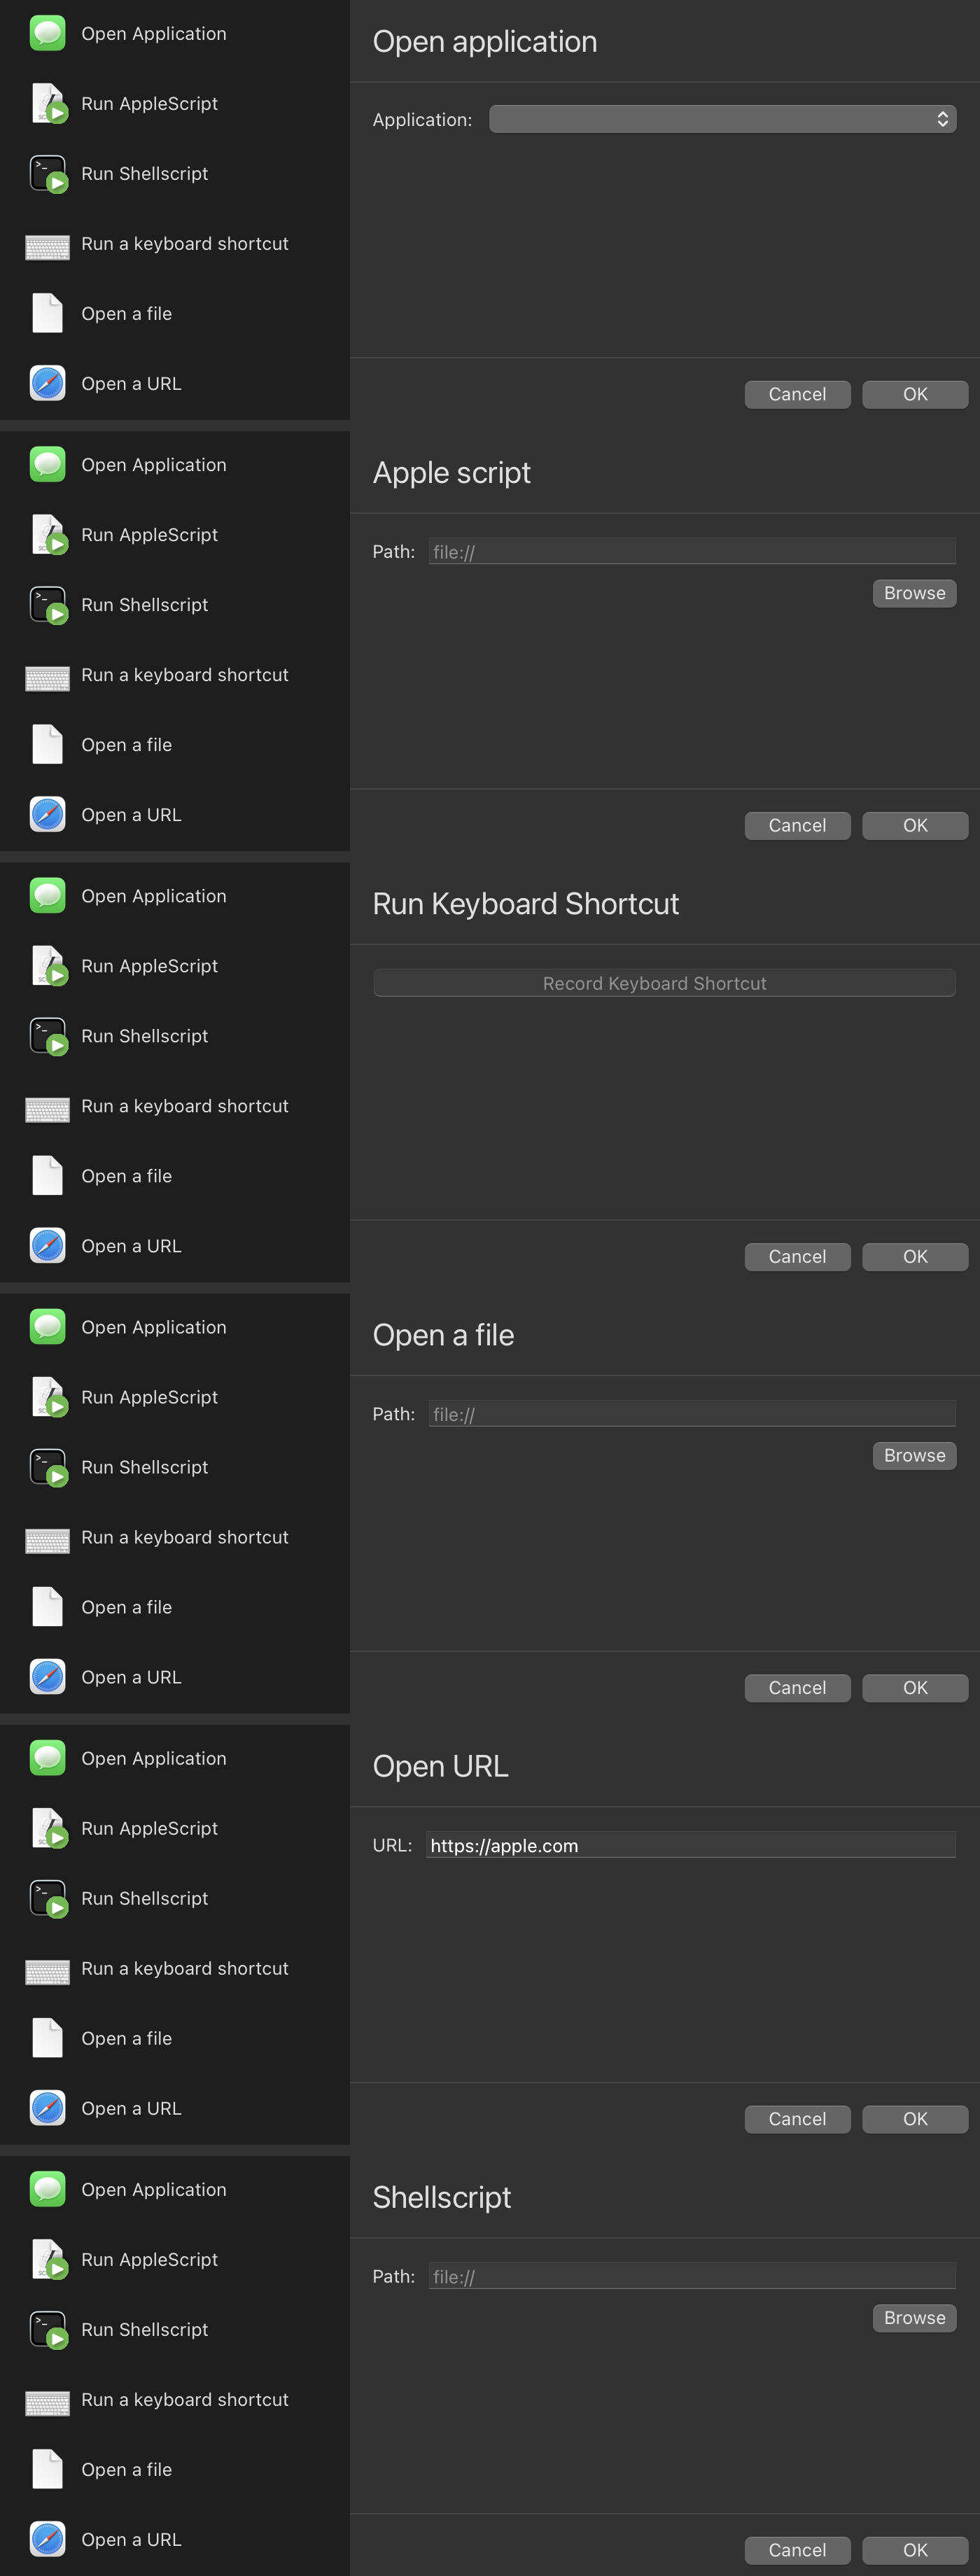 Open Application
Run AppleScript
Run Shellscript
Run a keyboard shortcut
Open a file
Open a URL
Open application
Application:
Cancel
OK
Open Application
Run AppleScript
Run Shellscript
Run a keyboard shortcut
Open a file
Open a URL
Apple script
Path: file://
Browse
Cancel
OK
Open Application
Run AppleScript
Run Shellscript
Run a keyboard shortcut
Open a file
Open a URL
Run Keyboard Shortcut
Record Keyboard Shortcut
Cancel
OK
Open Application
Run AppleScript
Run Shellscript
Run a keyboard shortcut
Open a file
Open a URL
Open a file
Path: file://
Browse
Cancel
OK
Open Application
Run AppleScript
Run Shellscript
Run a keyboard shortcut
Open a file
Open a URL
Open URL
URL: https://apple.com
Cancel
OK
Open Application
Run AppleScript
Run Shellscript
Run a keyboard shortcut
Open a file
Open a URL
Shellscript
Path: file://
Browse
Cancel
OK